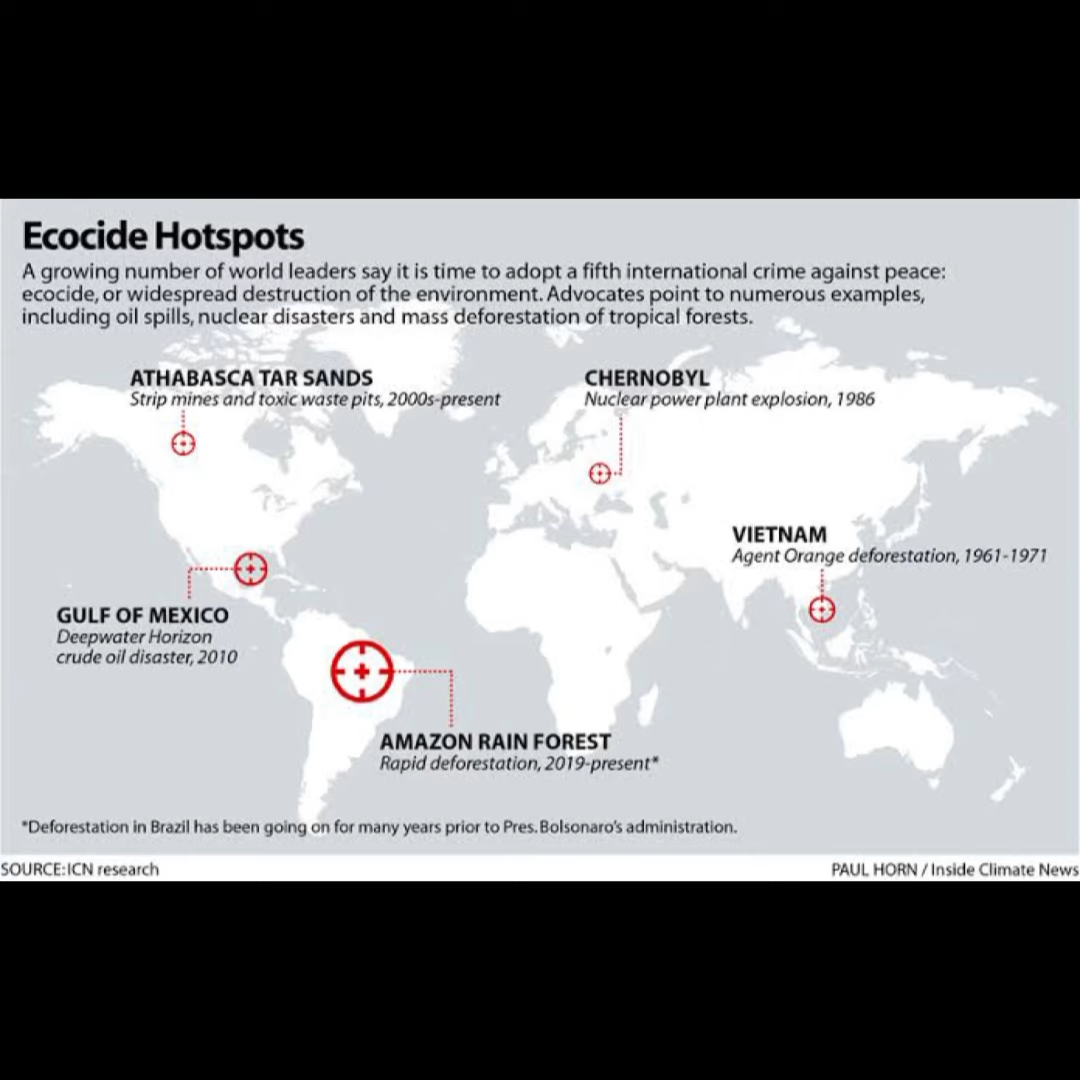 Ecocide Hotspots
A growing number of world leaders say it is time to adopt a fifth international crime against peace:
ecocide, or widespread destruction of the environment. Advocates point to numerous examples,
including oil spills, nuclear disasters and mass deforestation of tropical forests.
ATHABASCA TAR SANDS
Strip mines and toxic waste pits, 2000s-present
CHERNOBYL
Nuclear power plant explosion, 1986
VIETNAM
Agent Orange deforestation, 1961-1971
GULF OF MEXICO
Deepwater Horizon
crude oil disaster, 2010
AMAZON RAIN FOREST
Rapid deforestation, 2019-present*
*Deforestation in Brazil has been going on for many years prior to Pres. Bolsonaro's administration.
SOURCE: ICN research
PAUL HORN / Inside Climate News